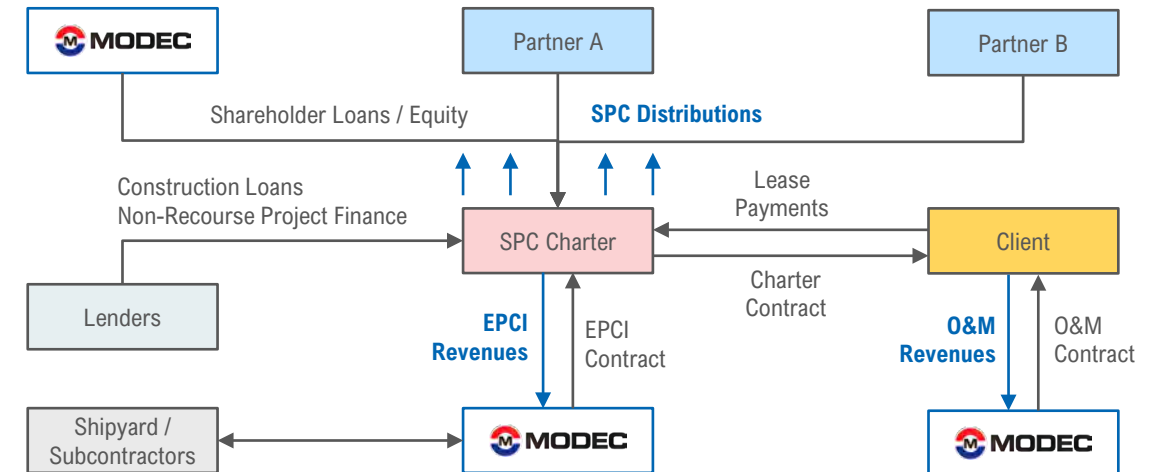 MODEC
Partner A
Partner B
Shareholder Loans / Equity
SPC Distributions
Construction Loans
Non-Recourse Project Finance
Lease
Payments
SPC Charter
Client
Charter
Contract
Lenders
EPCI
Revenues
EPCI
Contract
O&M
Revenues
O&M
Contract
Shipyard /
Subcontractors
M MODEC
M MODEC